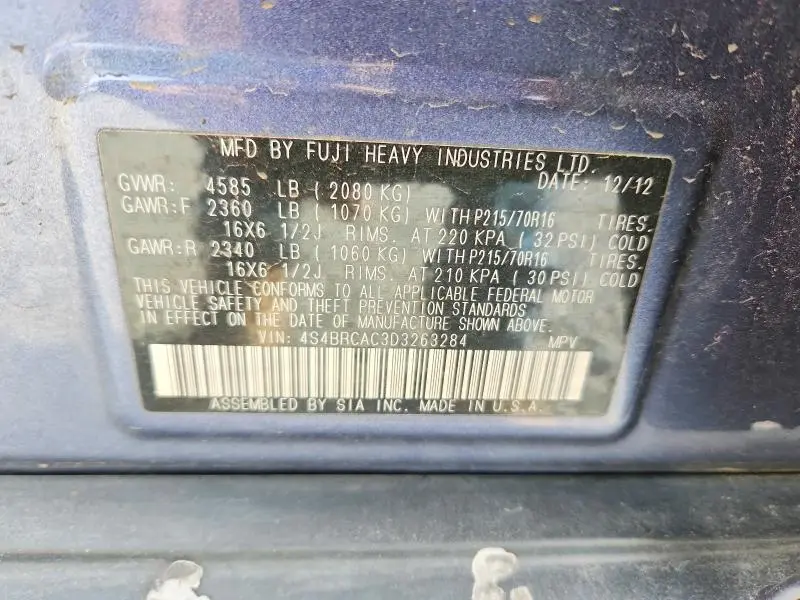 MFD BY FUJI HEAVY INDUSTRIES LTD.
DATE: 12/12
GVWR: 4585 LB ( 2080 KG)
GAWR:F 2360 LB ( 1070 KG) WITH P215/70R16 TIRES.
16X6 1/2J RIMS. AT 220 KPA ( 32 PSI) COLD
GAWR:R 2340 LB ( 1060 KG) WITH P215/70R16 TIRES.
16X6 1/2J RIMS. AT 210 KPA ( 30 PSI) COLD
THIS VEHICLE CONFORMS TO ALL APPLICABLE FEDERAL MOTOR
VEHICLE SAFETY AND THEFT PREVENTION STANDARDS
IN EFFECT ON THE DATE OF MANUFACTURE SHOWN ABOVE.
VIN: 4S4BRCAC3D3263284 MPV
ASSEMBLED BY SIA INC. MADE IN U.S.A.